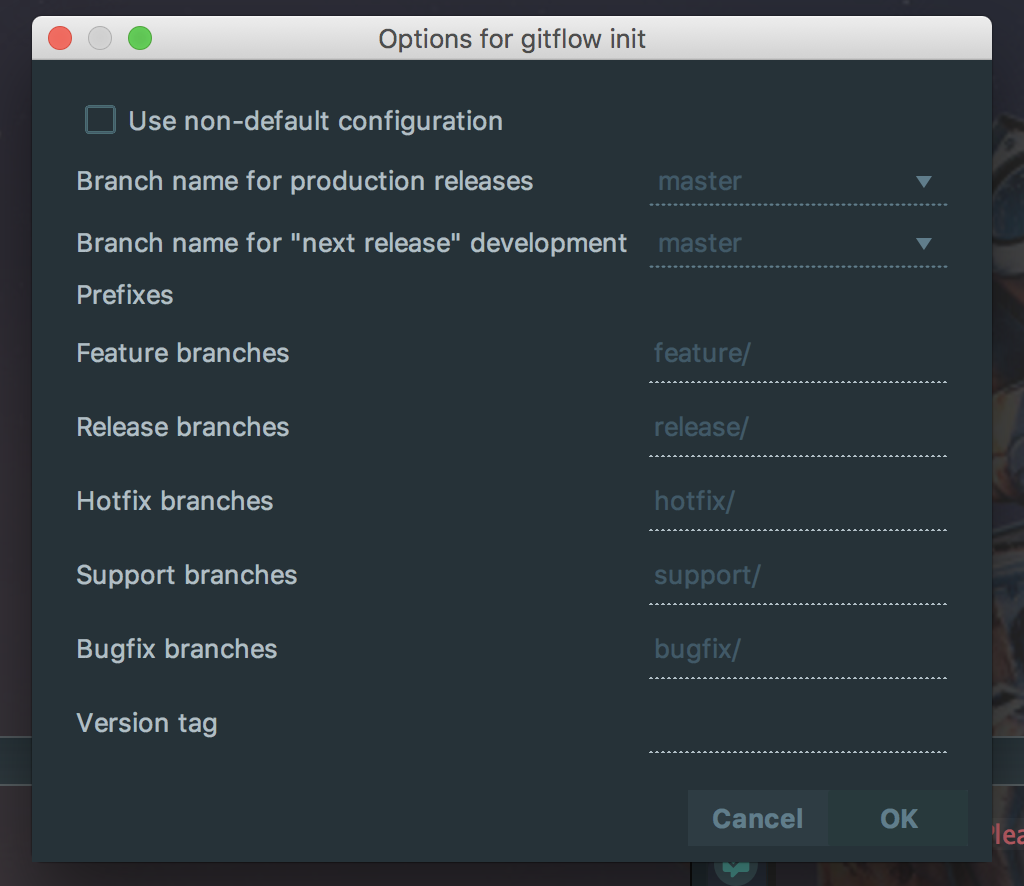 Options for gitflow init
Use non-default configuration
Branch name for production releases master
Branch name for "next release" development master
Prefixes
Feature branches feature/
Release branches release/
Hotfix branches hotfix/
Support branches support/
Bugfix branches bugfix/
Version tag
Cancel OK